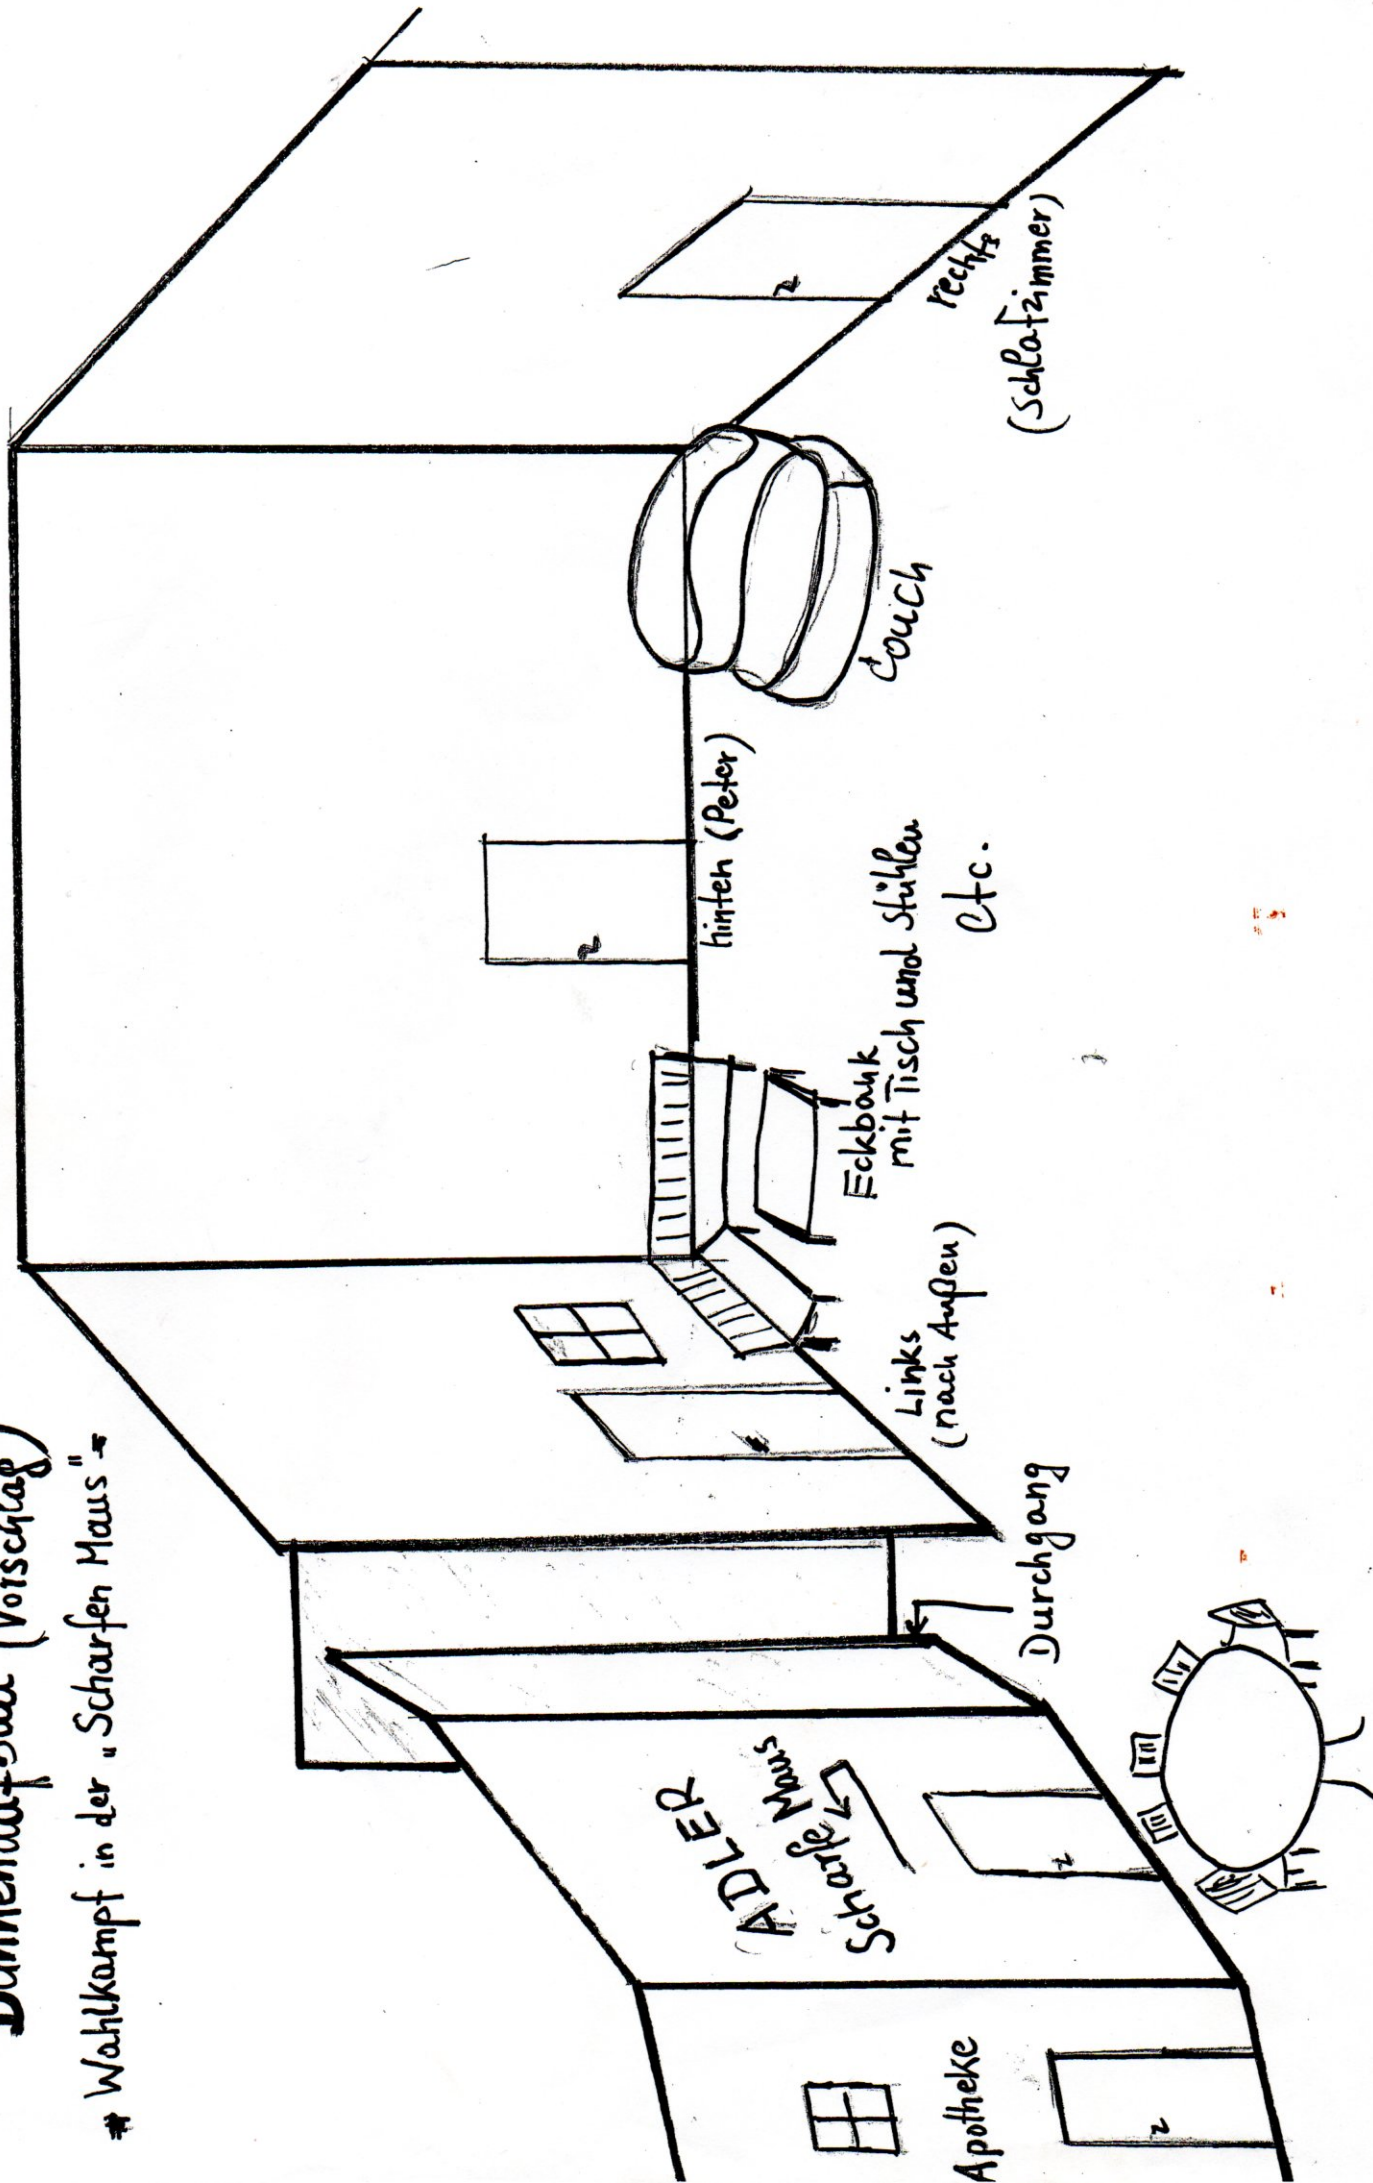 Bühnenaufbau (Vorschlag)
* Wahlkampf in der „Scharfen Maus" *
Apotheke
ADLER
Scharfe Maus
Durchgang
Links
(nach Außen)
Eckbank
mit Tisch und Stühlen
etc.
hinten (Peter)
Couch
rechts
(Schlafzimmer)